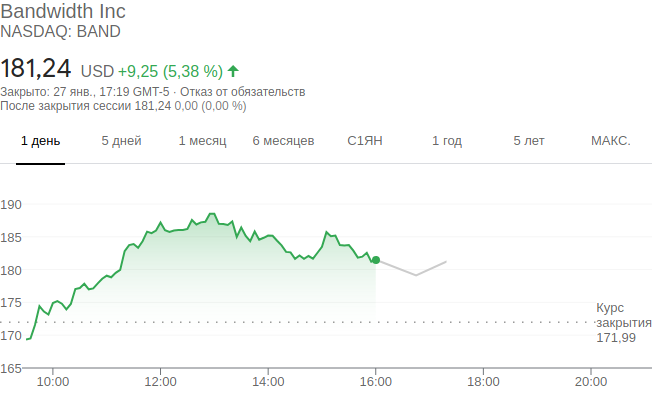 Bandwidth Inc
NASDAQ: BAND
181,24 USD +9,25 (5,38 %)
Закрыто: 27 янв., 17:19 GMT-5 · Отказ от обязательств
После закрытия сессии 181,24 0,00 (0,00 %)
1 день 5 дней 1 месяц 6 месяцев С1ЯН 1 год 5 лет МАКС.
190
185
180
175
Курс
закрытия
171,99
170
165
10:00 12:00 14:00 16:00 18:00 20:00